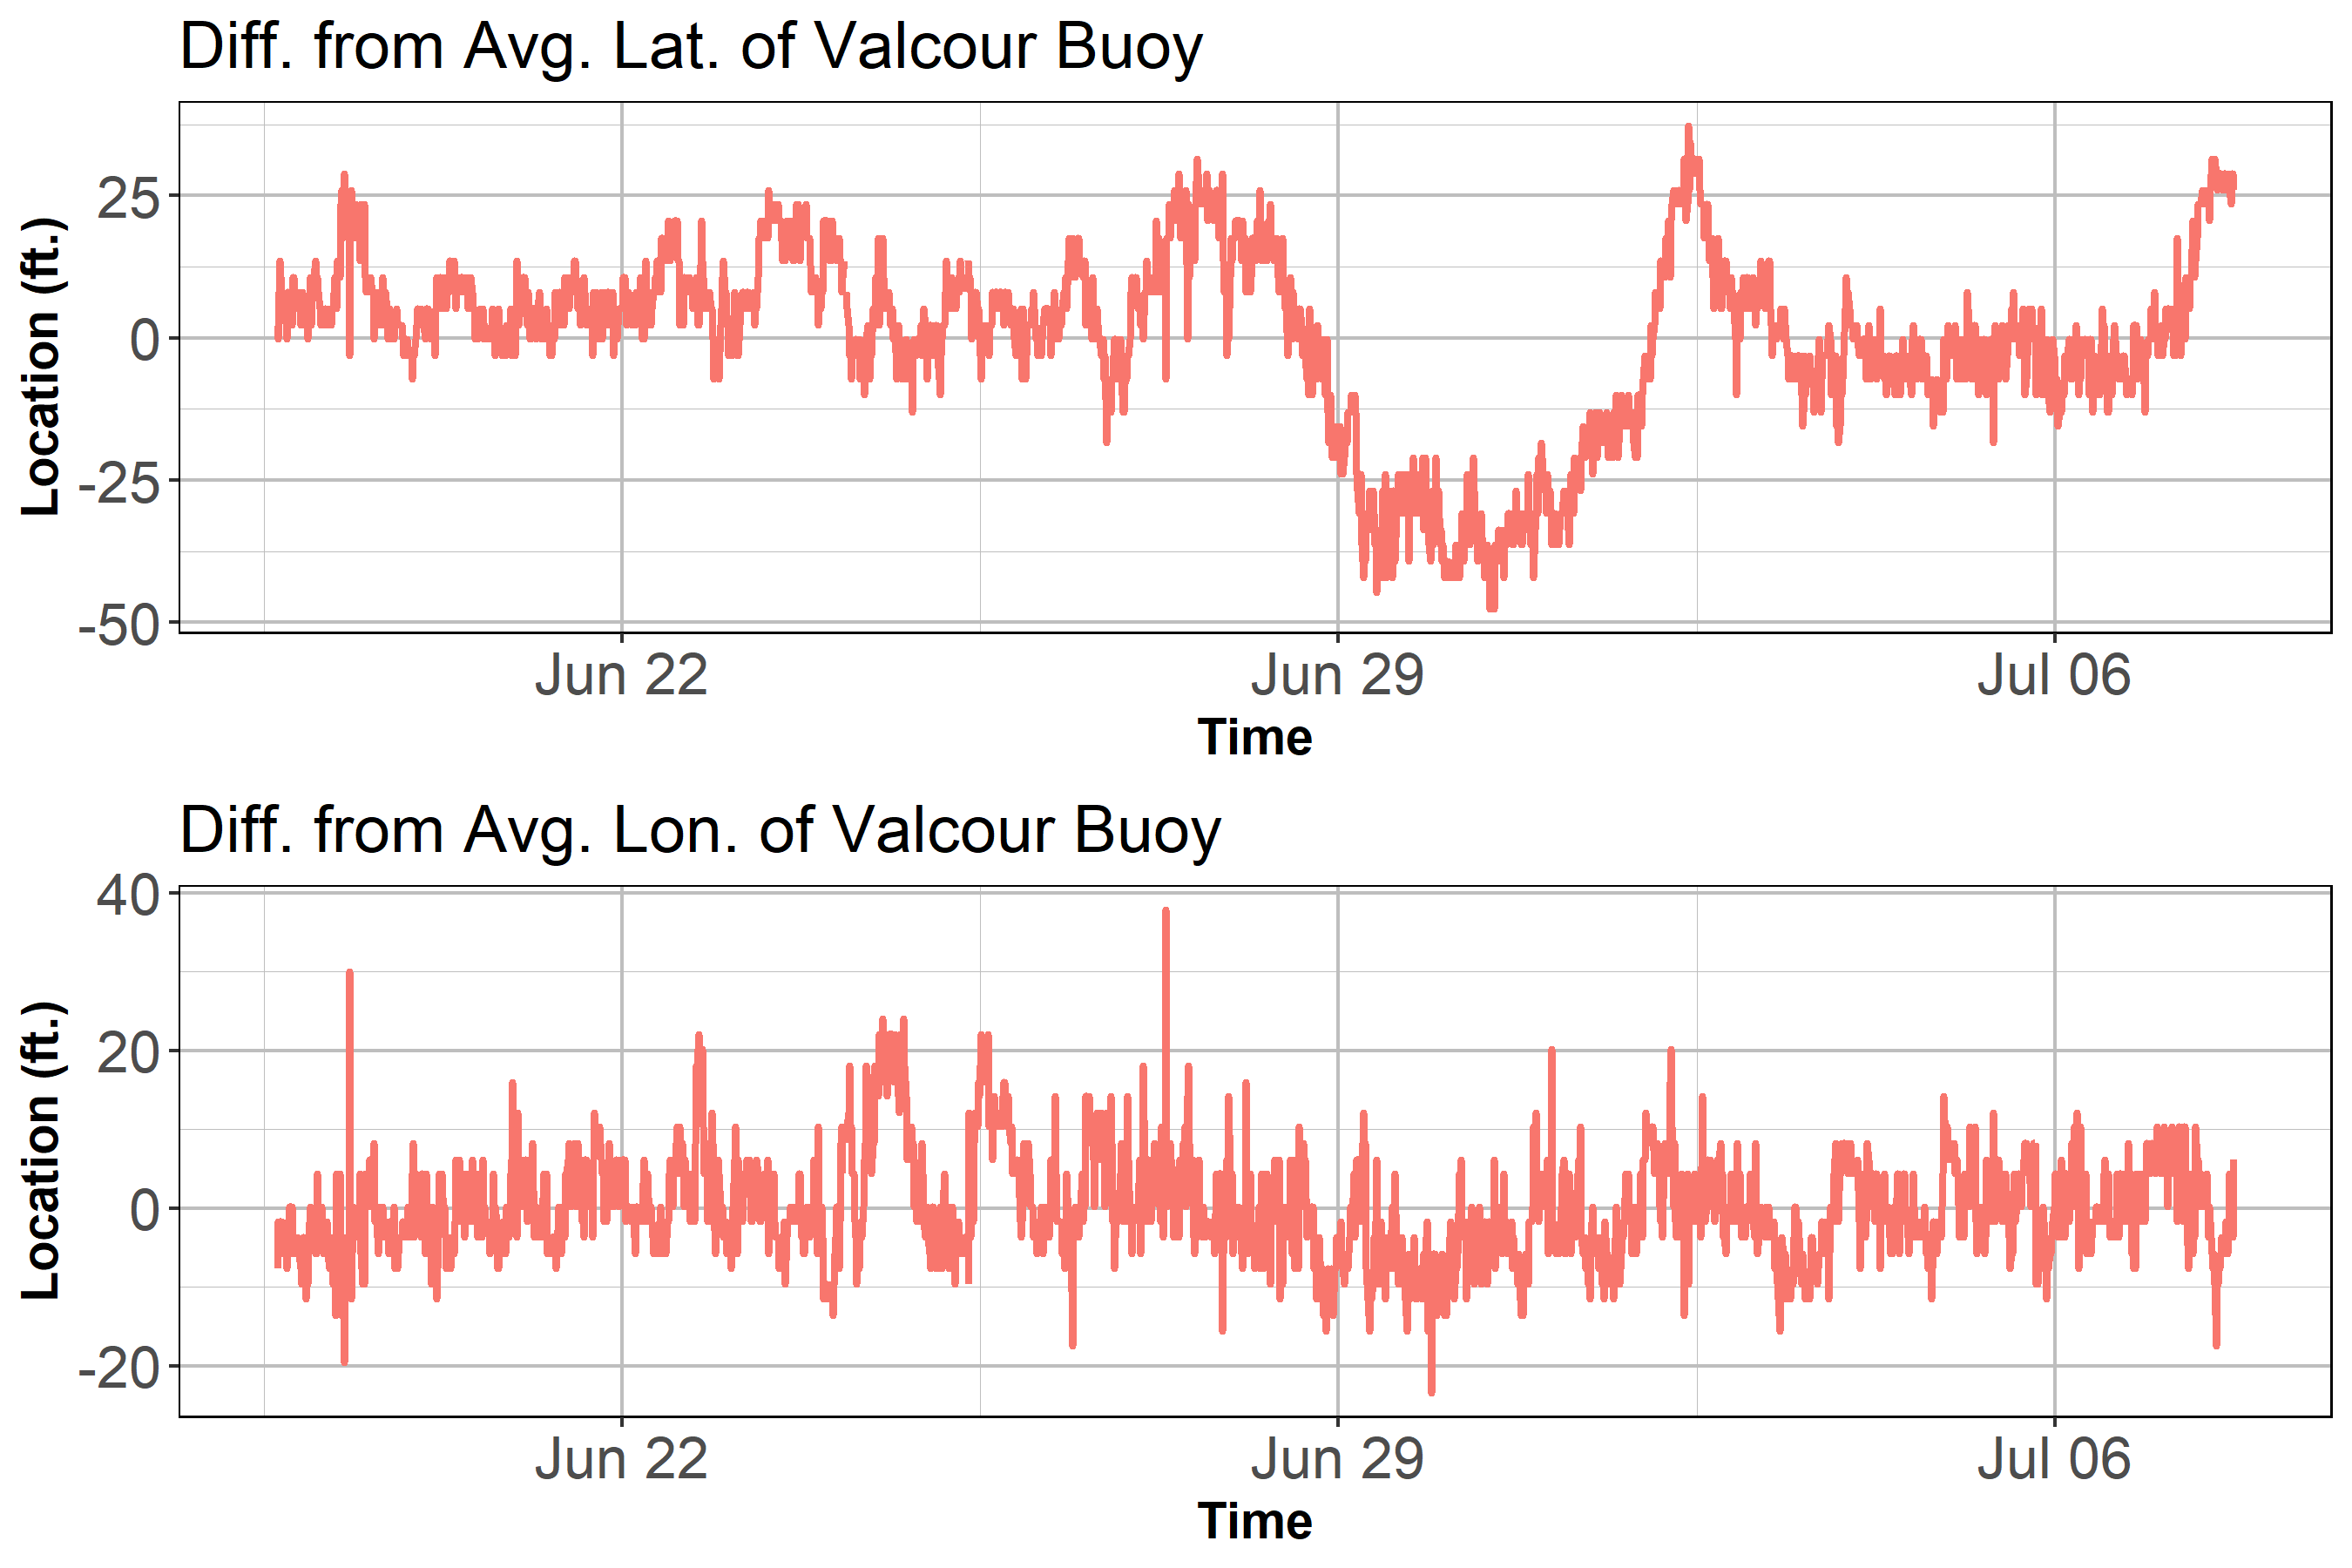 Diff. from Avg. Lat. of Valcour Buoy
Location (ft.)
25
0
-25
-50
Jun 22 Jun 29 Jul 06
Time
Diff. from Avg. Lon. of Valcour Buoy
Location (ft.)
40
20
0
-20
Jun 22 Jun 29 Jul 06
Time